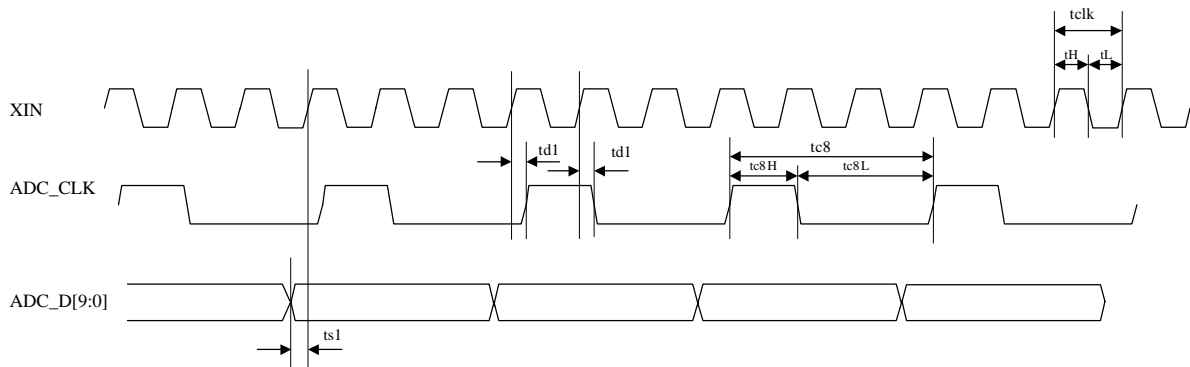 tclk
tH tL
XIN
td1 td1 tc8
tc8H tc8L
ADC_CLK
ADC_D[9:0]
ts1